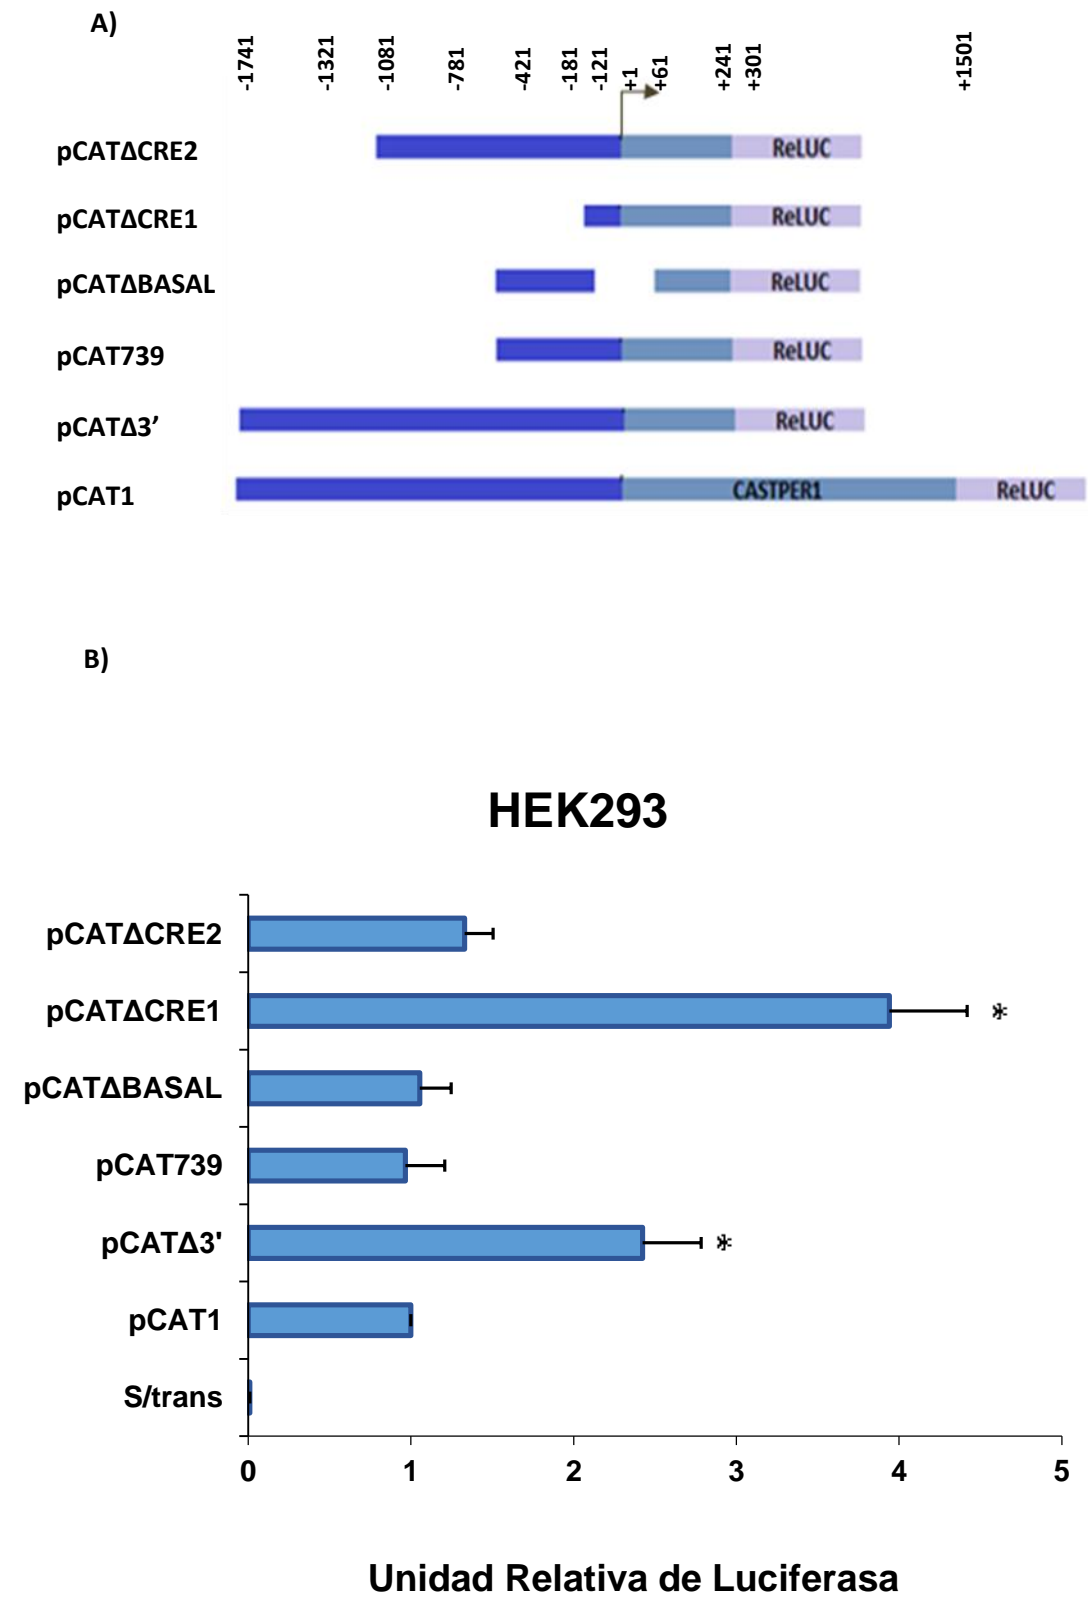 A)
-1741 -1321 -1081 -781 -421 -181 -121 +1 +61 +241 +301 +1501
pCATΔCRE2 ReLUC
pCATΔCRE1 ReLUC
pCATΔBASAL ReLUC
pCAT739 ReLUC
pCATΔ3’ ReLUC
pCAT1 CASTPER1 ReLUC
B)
HEK293
pCATΔCRE2
pCATΔCRE1 *
pCATΔBASAL
pCAT739
pCATΔ3' *
pCAT1
S/trans
0 1 2 3 4 5
Unidad Relativa de Luciferasa